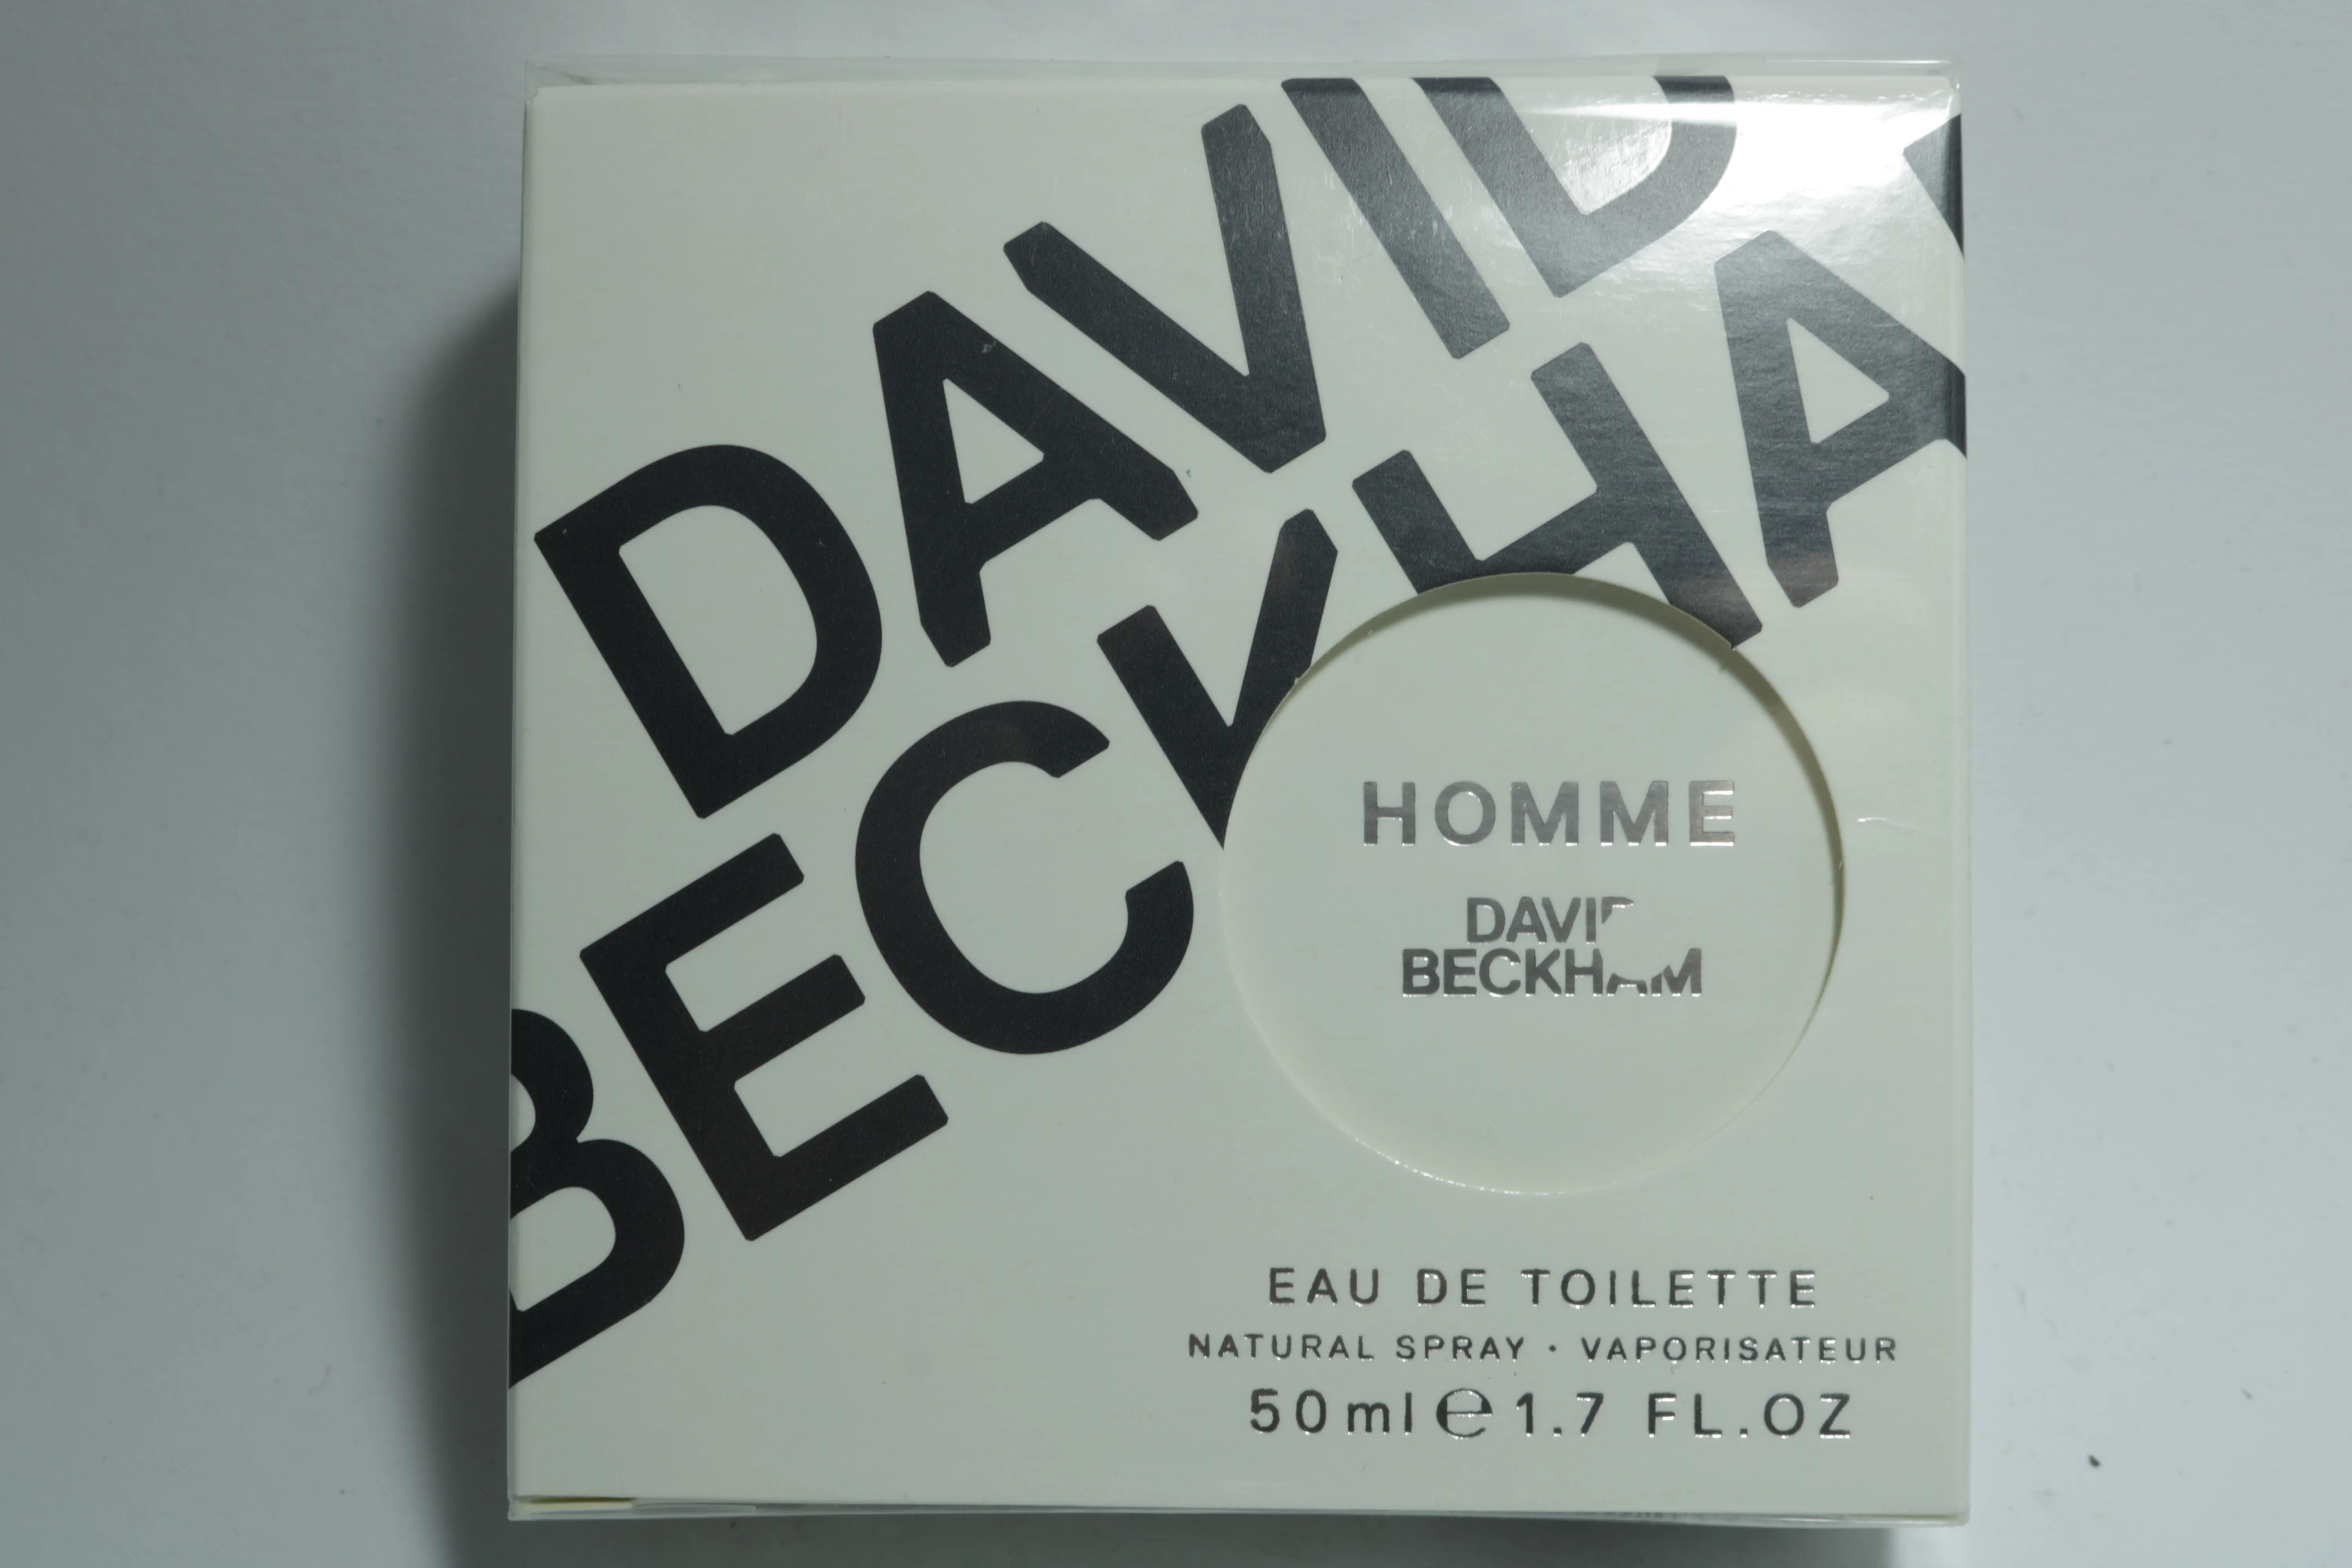 DAVID
BECKHAM
HOMME
DAVID
BECKHAM
EAU DE TOILETTE
NATURAL SPRAY · VAPORISATEUR
50ml ℮ 1.7 FL.OZ